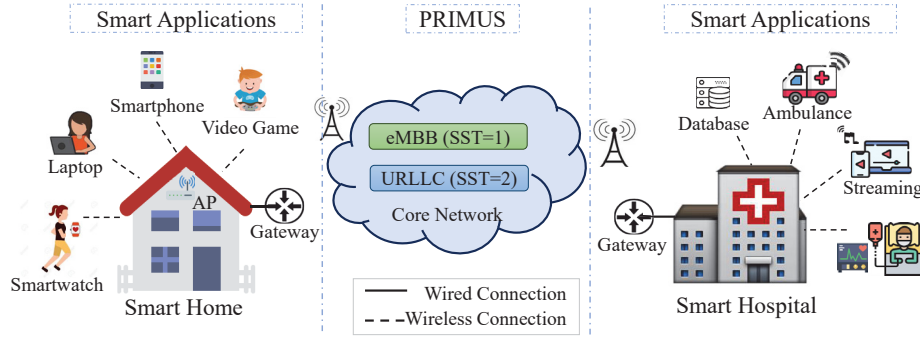 Smart Applications
PRIMUS
Smart Applications
Smartphone
Video Game
Laptop
AP
Gateway
Smartwatch
Smart Home
eMBB (SST=1)
URLLC (SST=2)
Core Network
Wired Connection
Wireless Connection
Database
Ambulance
Streaming
Gateway
Smart Hospital